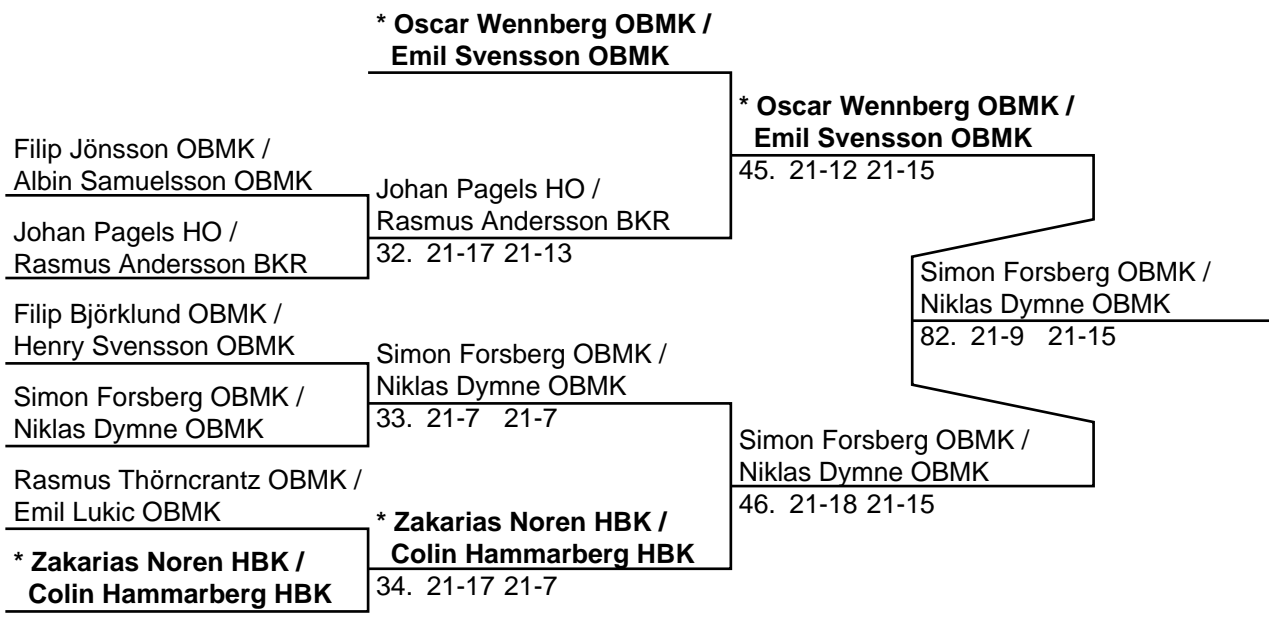 * Oscar Wennberg OBMK /
Emil Svensson OBMK
* Oscar Wennberg OBMK /
Emil Svensson OBMK
45. 21-12 21-15
Filip Jönsson OBMK /
Albin Samuelsson OBMK
Johan Pagels HO /
Rasmus Andersson BKR
32. 21-17 21-13
Johan Pagels HO /
Rasmus Andersson BKR
Simon Forsberg OBMK /
Niklas Dymne OBMK
82. 21-9 21-15
Filip Björklund OBMK /
Henry Svensson OBMK
Simon Forsberg OBMK /
Niklas Dymne OBMK
33. 21-7 21-7
Simon Forsberg OBMK /
Niklas Dymne OBMK
Simon Forsberg OBMK /
Niklas Dymne OBMK
46. 21-18 21-15
Rasmus Thörncrantz OBMK /
Emil Lukic OBMK
* Zakarias Noren HBK /
Colin Hammarberg HBK
34. 21-17 21-7
* Zakarias Noren HBK /
Colin Hammarberg HBK